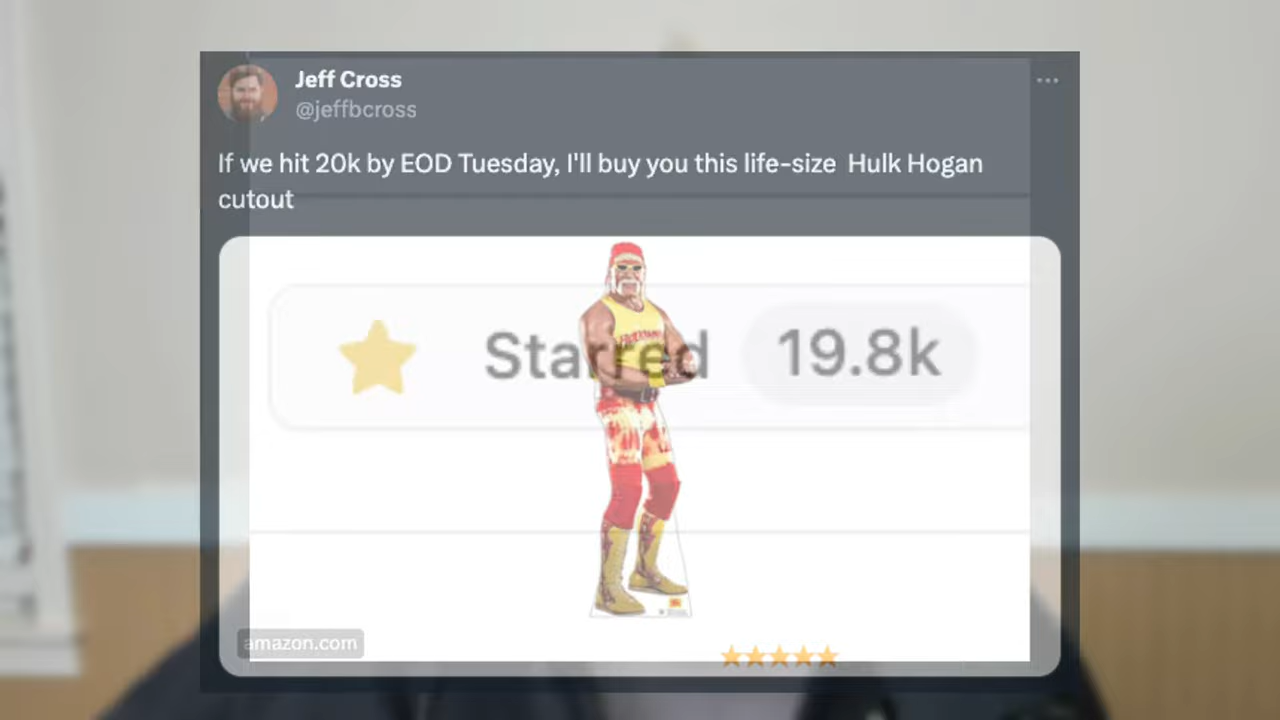 Jeff Cross
@jeffbcross
If we hit 20k by EOD Tuesday, I'll buy you this life-size Hulk Hogan
cutout
Starred 19.8k
amazon.com